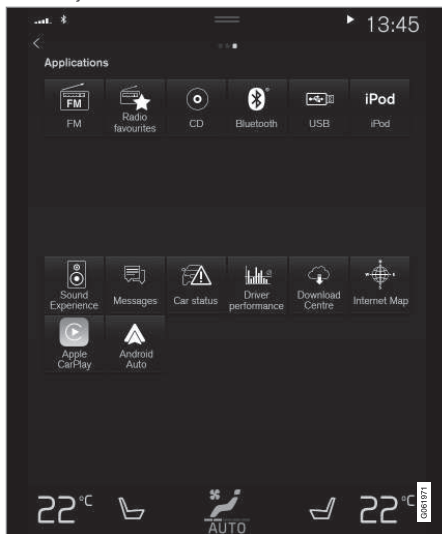 13:45
Applications
FM
iPod
FM
Radio
favourites
CD
Bluetooth
USB
iPod
Sound
Experience
Messages
Car status
Driver
performance
Download
Centre
Internet Map
Apple
CarPlay
Android
Auto
22°C
AUTO
22°C
G061971